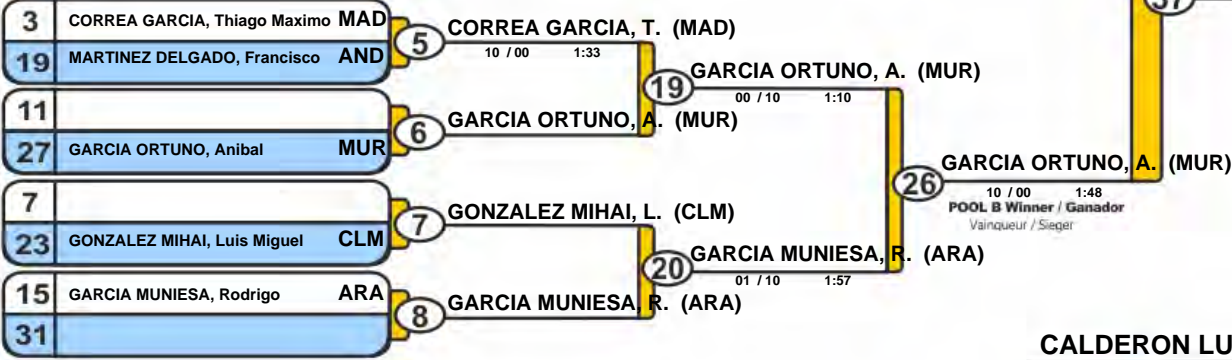 3 CORREA GARCIA, Thiago Maximo MAD
19 MARTINEZ DELGADO, Francisco AND
11
27 GARCIA ORTUNO, Anibal MUR
7
23 GONZALEZ MIHAI, Luis Miguel CLM
15 GARCIA MUNIESA, Rodrigo ARA
31
5 CORREA GARCIA, T. (MAD)
10 / 00 1:33
6 GARCIA ORTUNO, A. (MUR)
7 GONZALEZ MIHAI, L. (CLM)
8 GARCIA MUNIESA, R. (ARA)
19 GARCIA ORTUNO, A. (MUR)
00 / 10 1:10
20 GARCIA MUNIESA, R. (ARA)
01 / 10 1:57
26 GARCIA ORTUNO, A. (MUR)
10 / 00 1:48
POOL B Winner / Ganador
Vainqueur / Sieger
37
CALDERON LU